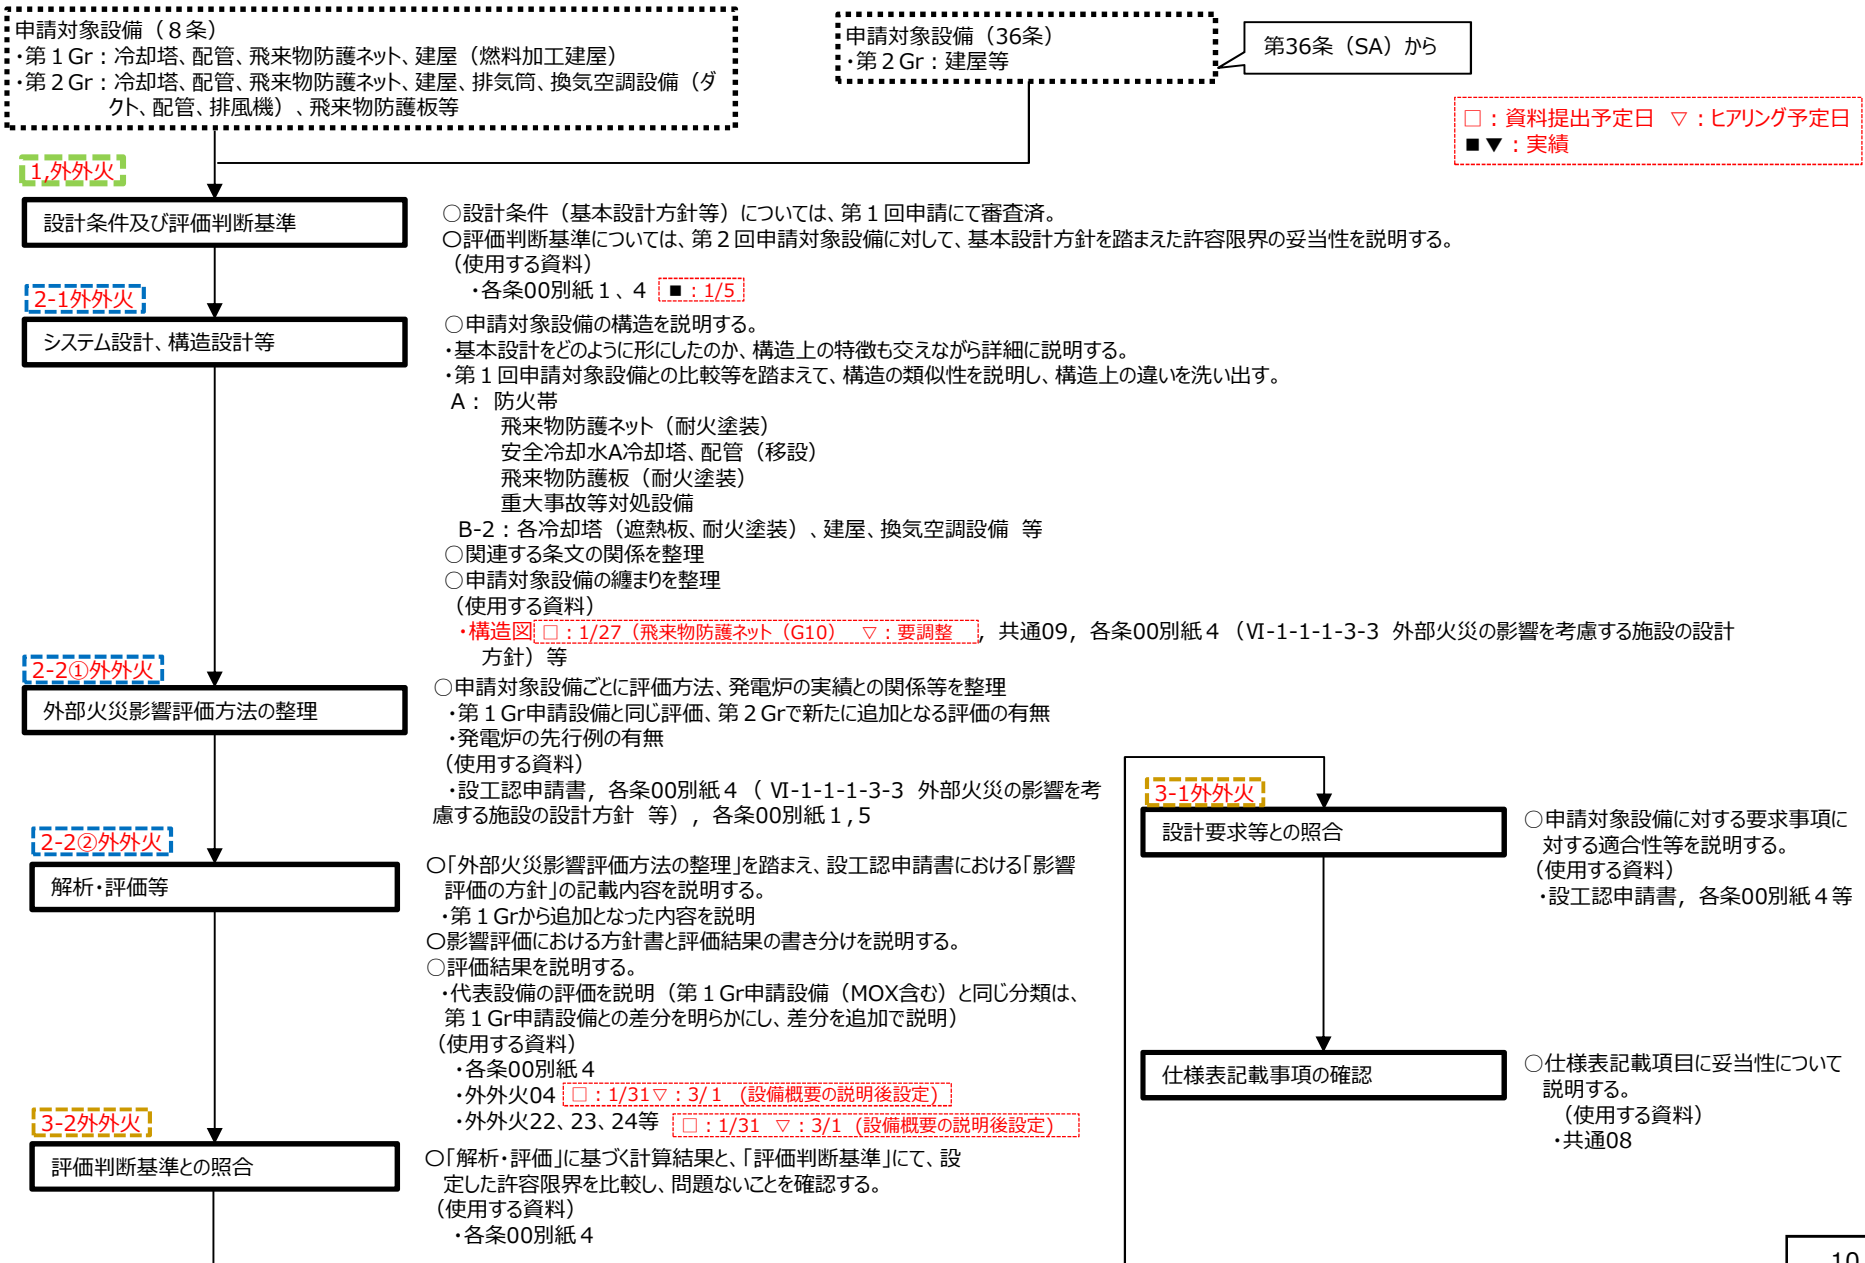 申請対象設備（８条）
・第１Gr：冷却塔、配管、飛来物防護ネット、建屋（燃料加工建屋）
・第２Gr：冷却塔、配管、飛来物防護ネット、建屋、排気筒、換気空調設備（ダ
クト、配管、排風機）、飛来物防護板等
申請対象設備（36条）
・第２Gr：建屋等
第36条（SA）から
□：資料提出予定日　▽：ヒアリング予定日
■▼：実績
1,外外火
設計条件及び評価判断基準
○設計条件（基本設計方針等）については、第１回申請にて審査済。
〇評価判断基準については、第２回申請対象設備に対して、基本設計方針を踏まえた許容限界の妥当性を説明する。
（使用する資料）
・各条00別紙１、４　■：1/5
2-1外外火
システム設計、構造設計等
○申請対象設備の構造を説明する。
・基本設計をどのように形にしたのか、構造上の特徴も交えながら詳細に説明する。
・第１回申請対象設備との比較等を踏まえて、構造の類似性を説明し、構造上の違いを洗い出す。
A： 防火帯
飛来物防護ネット（耐火塗装）
安全冷却水A冷却塔、配管（移設）
飛来物防護板（耐火塗装）
重大事故等対処設備
B-2：各冷却塔（遮熱板、耐火塗装）、建屋、換気空調設備 等
○関連する条文の関係を整理
○申請対象設備の纏まりを整理
（使用する資料）
・構造図 □：1/27（飛来物防護ネット（G10）　▽：要調整　，共通09，各条00別紙４（Ⅵ-1-1-1-3-3 外部火災の影響を考慮する施設の設計
方針）等
2-2①外外火
外部火災影響評価方法の整理
○申請対象設備ごとに評価方法、発電炉の実績との関係等を整理
・第１Gr申請設備と同じ評価、第２Grで新たに追加となる評価の有無
・発電炉の先行例の有無
（使用する資料）
・設工認申請書，各条00別紙４（ Ⅵ-1-1-1-3-3 外部火災の影響を考
慮する施設の設計方針 等），各条00別紙１,５
2-2②外外火
解析・評価等
〇「外部火災影響評価方法の整理」を踏まえ、設工認申請書における「影響
評価の方針」の記載内容を説明する。
・第１Grから追加となった内容を説明
〇影響評価における方針書と評価結果の書き分けを説明する。
○評価結果を説明する。
・代表設備の評価を説明（第１Gr申請設備（MOX含む）と同じ分類は、
第１Gr申請設備との差分を明らかにし、差分を追加で説明）
（使用する資料）
・各条00別紙４
・外外火04 □：1/31▽：3/１ (設備概要の説明後設定)
・外外火22、23、24等 □：1/31 ▽：3/1 (設備概要の説明後設定)
3-2外外火
評価判断基準との照合
〇「解析・評価」に基づく計算結果と、「評価判断基準」にて、設
定した許容限界を比較し、問題ないことを確認する。
（使用する資料）
・各条00別紙４
3-1外外火
設計要求等との照合
○申請対象設備に対する要求事項に
対する適合性等を説明する。
（使用する資料）
・設工認申請書，各条00別紙４等
仕様表記載事項の確認
○仕様表記載項目に妥当性について
説明する。
（使用する資料）
・共通08
10